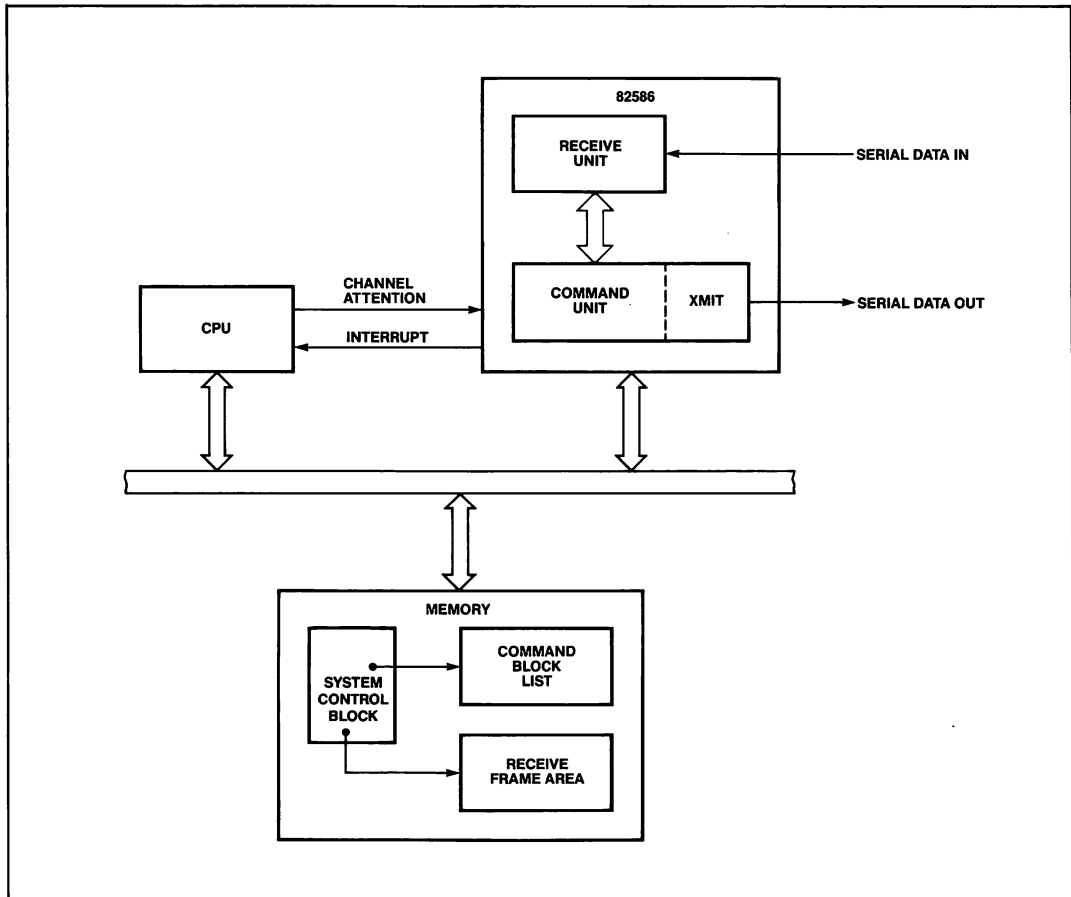 82586
RECEIVE
UNIT
SERIAL DATA IN
CHANNEL
ATTENTION
COMMAND
UNIT
XMIT
SERIAL DATA OUT
CPU
INTERRUPT
MEMORY
SYSTEM
CONTROL
BLOCK
COMMAND
BLOCK
LIST
RECEIVE
FRAME AREA